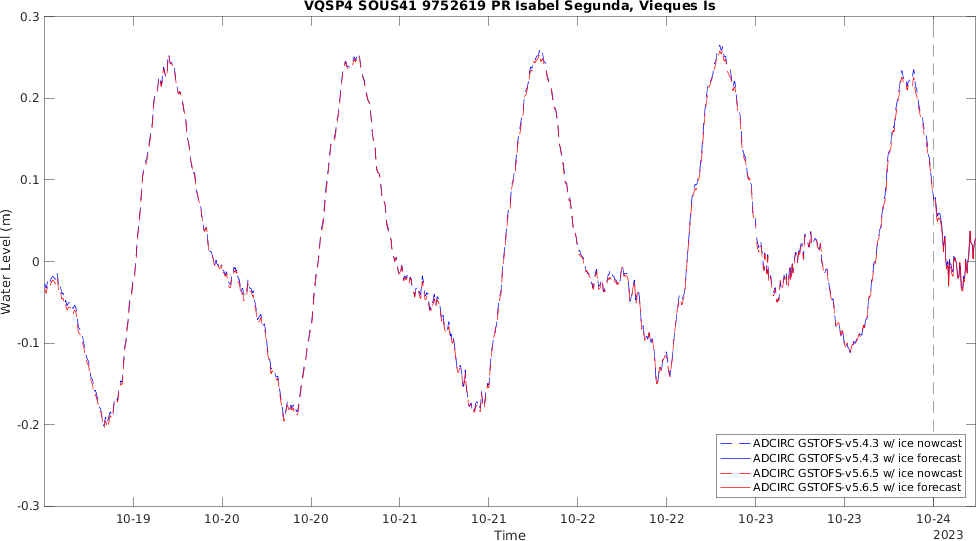 VQSP4 SOUS41 9752619 PR Isabel Segunda, Vieques Is
0.3
0.2
0.1
0
-0.1
-0.2
-0.3
Water Level (m)
10-19
10-20
10-20
10-21
10-21
10-22
10-22
10-23
10-23
10-24
2023
Time
ADCIRC GSTOFS-v5.4.3 w/ ice nowcast
ADCIRC GSTOFS-v5.4.3 w/ ice forecast
ADCIRC GSTOFS-v5.6.5 w/ ice nowcast
ADCIRC GSTOFS-v5.6.5 w/ ice forecast